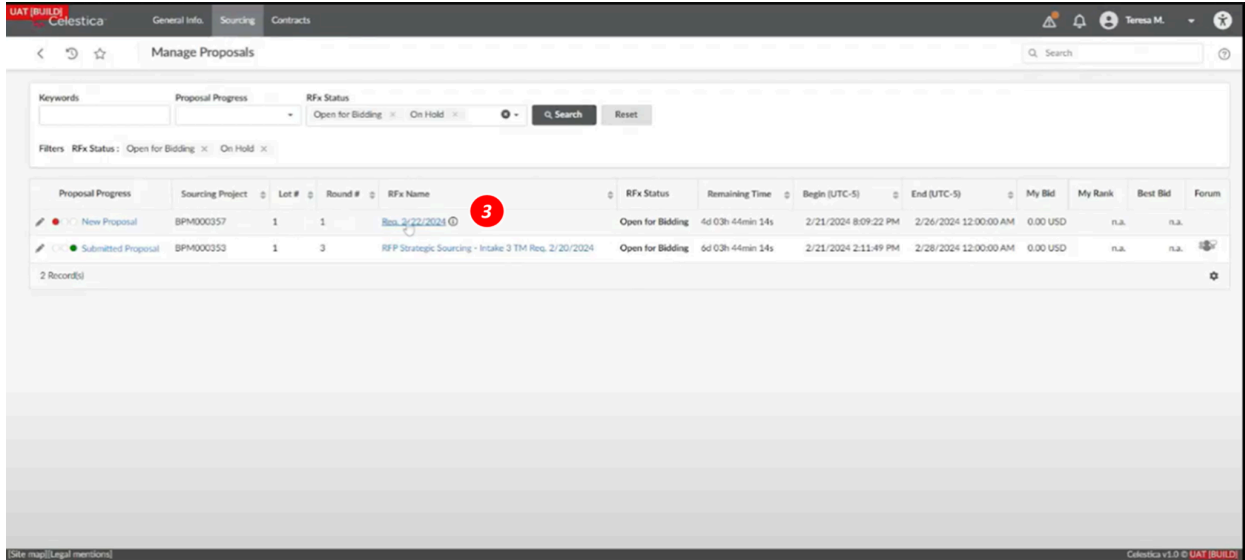 UAT [BUILD]
Celestica General Info. Sourcing Contracts Teresa M.
Manage Proposals Search
Keywords Proposal Progress RFx Status
Open for Bidding × On Hold × Search Reset
Filters RFx Status : Open for Bidding × On Hold ×
Proposal Progress Sourcing Project Lot # Round # RFx Name RFx Status Remaining Time Begin (UTC-5) End (UTC-5) My Bid My Rank Best Bid Forum
3
New Proposal BPM000357 1 1 Req. 2/22/2024 Open for Bidding 4d 03h 44min 14s 2/21/2024 8:09:22 PM 2/26/2024 12:00:00 AM 0.00 USD n.a. n.a.
Submitted Proposal BPM000353 1 3 RFP Strategic Sourcing - Intake 3 TM Req. 2/20/2024 Open for Bidding 6d 03h 44min 14s 2/21/2024 2:11:49 PM 2/28/2024 12:00:00 AM 0.00 USD n.a. n.a.
2 Record(s)
[Site map][Legal mentions] Celestica v1.0 © UAT [BUILD]